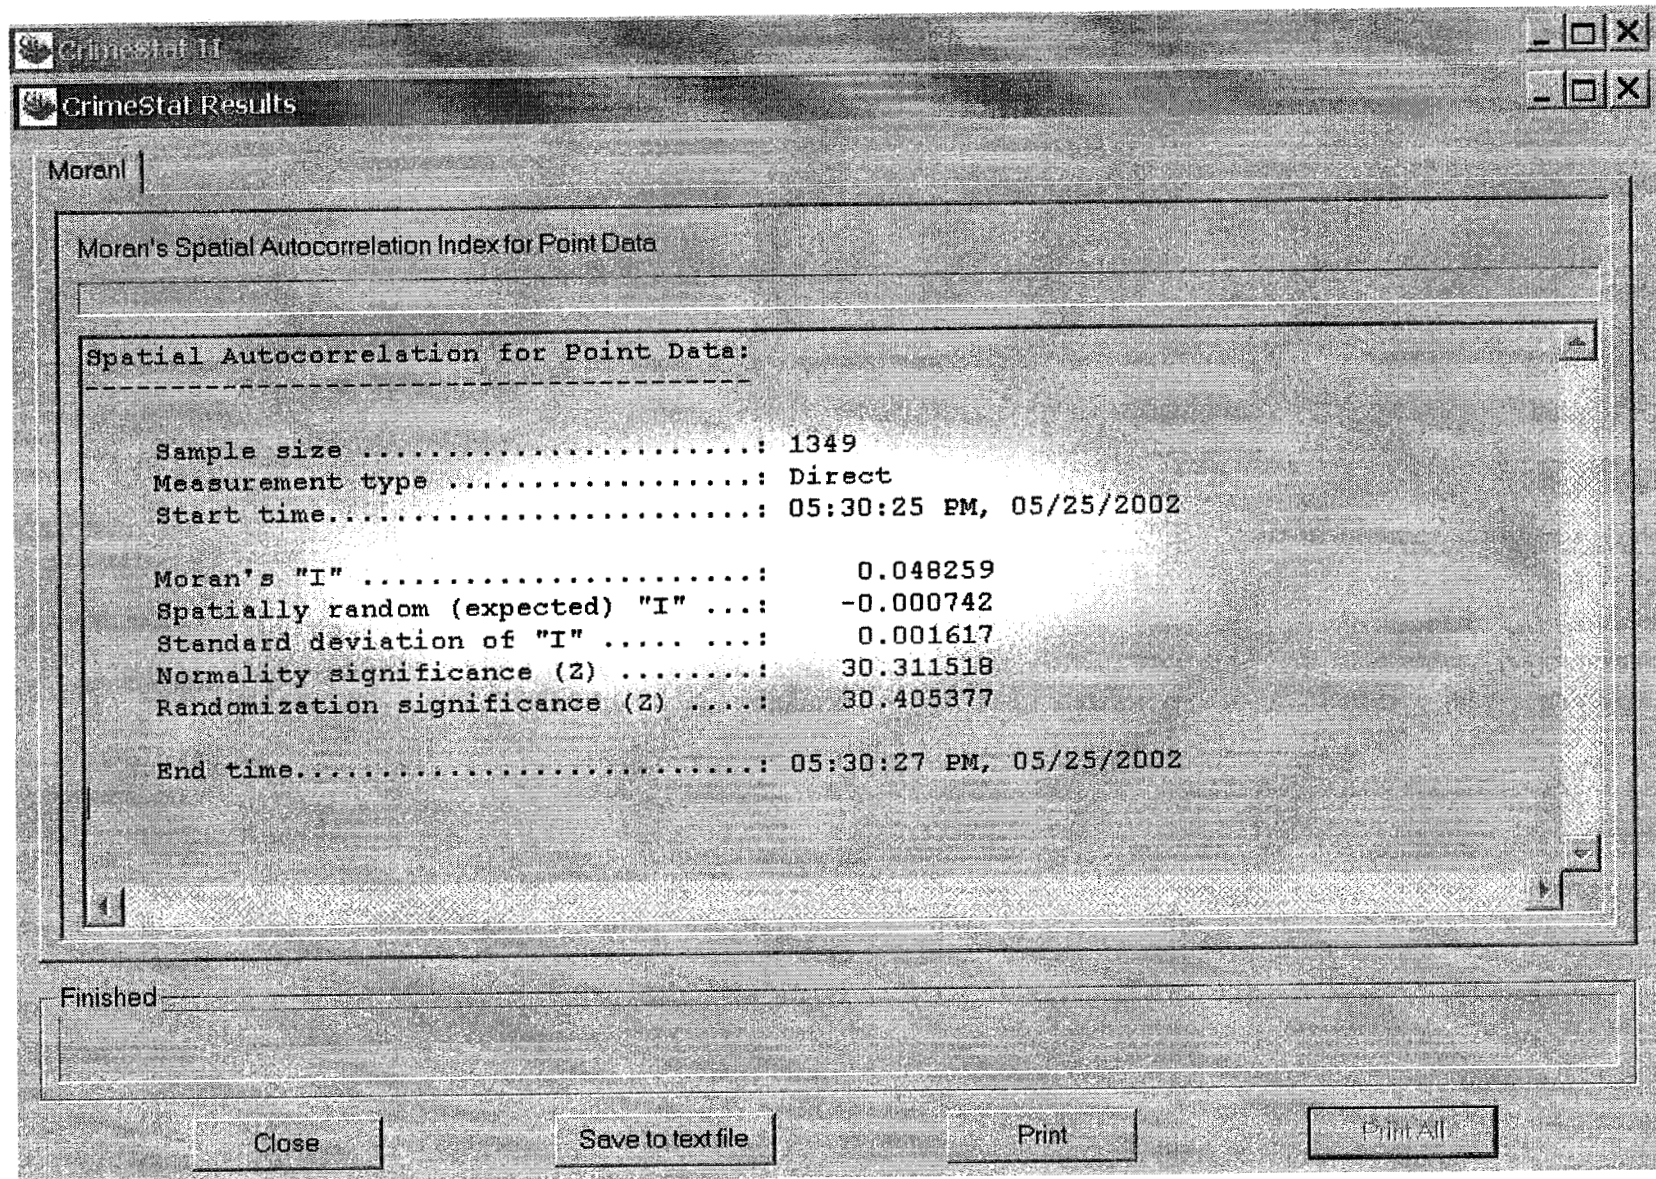 CrimeStat II
CrimeStat Results
MoranI
Moran's Spatial Autocorrelation Index for Point Data
Spatial Autocorrelation for Point Data:
---------------------------------------
Sample size .......................: 1349
Measurement type ..................: Direct
Start time.........................: 05:30:25 PM, 05/25/2002
Moran's "I" .......................: 0.048259
Spatially random (expected) "I" ...: -0.000742
Standard deviation of "I" ..... ...: 0.001617
Normality significance (Z) ........: 30.311518
Randomization significance (Z) ....: 30.405377
End time...........................: 05:30:27 PM, 05/25/2002
Finished
Close
Save to text file
Print
Print All